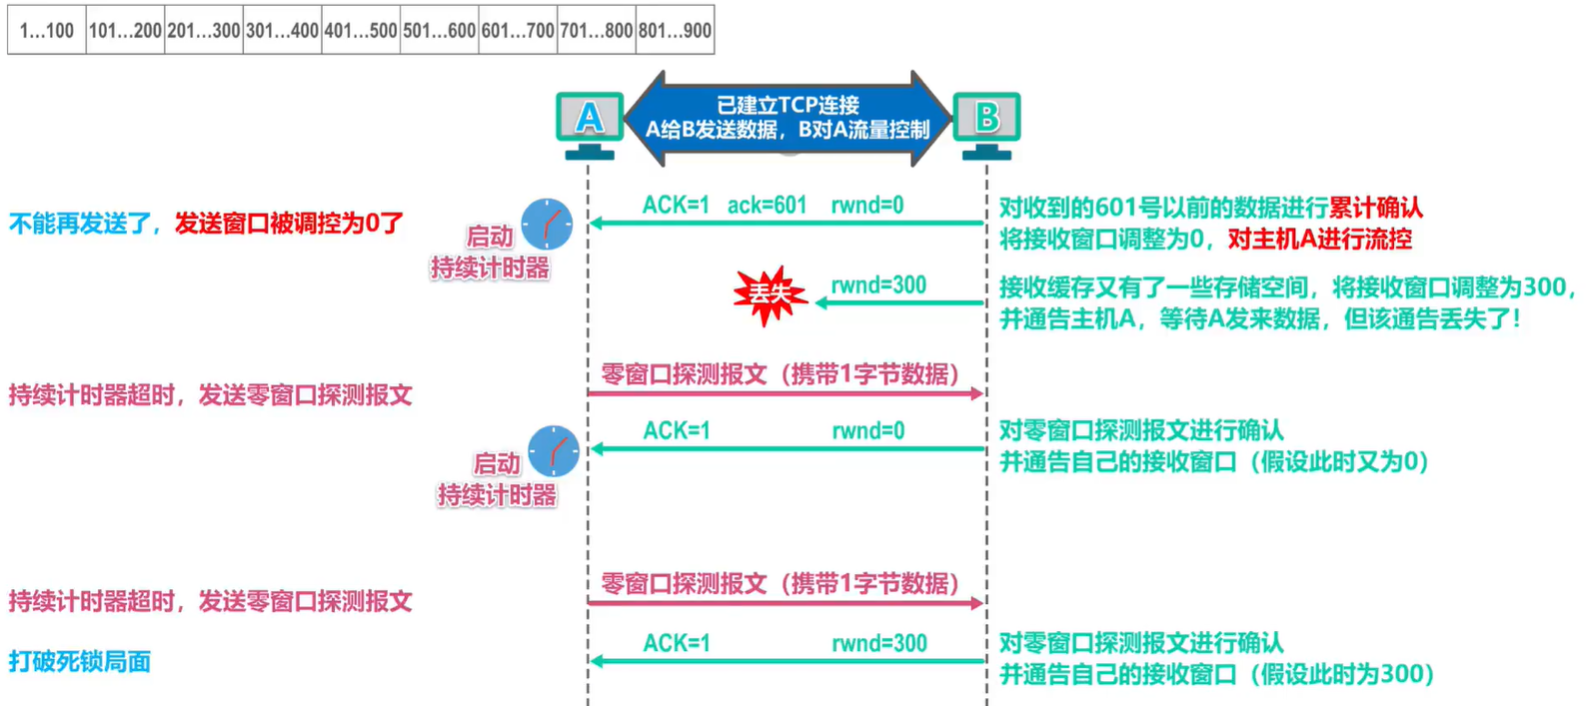 1...100 101...200 201...300 301...400 401...500 501...600 601...700 701...800 801...900
A
已建立TCP连接
A给B发送数据，B对A流量控制
B
不能再发送了，发送窗口被调控为0了
启动
持续计时器
ACK=1 ack=601 rwnd=0
对收到的601号以前的数据进行累计确认
将接收窗口调整为0，对主机A进行流控
丢失
rwnd=300
接收缓存又有了一些存储空间，将接收窗口调整为300，
并通告主机A，等待A发来数据，但该通告丢失了！
持续计时器超时，发送零窗口探测报文
零窗口探测报文（携带1字节数据）
启动
持续计时器
ACK=1 rwnd=0
对零窗口探测报文进行确认
并通告自己的接收窗口（假设此时又为0）
持续计时器超时，发送零窗口探测报文
零窗口探测报文（携带1字节数据）
打破死锁局面
ACK=1 rwnd=300
对零窗口探测报文进行确认
并通告自己的接收窗口（假设此时为300）